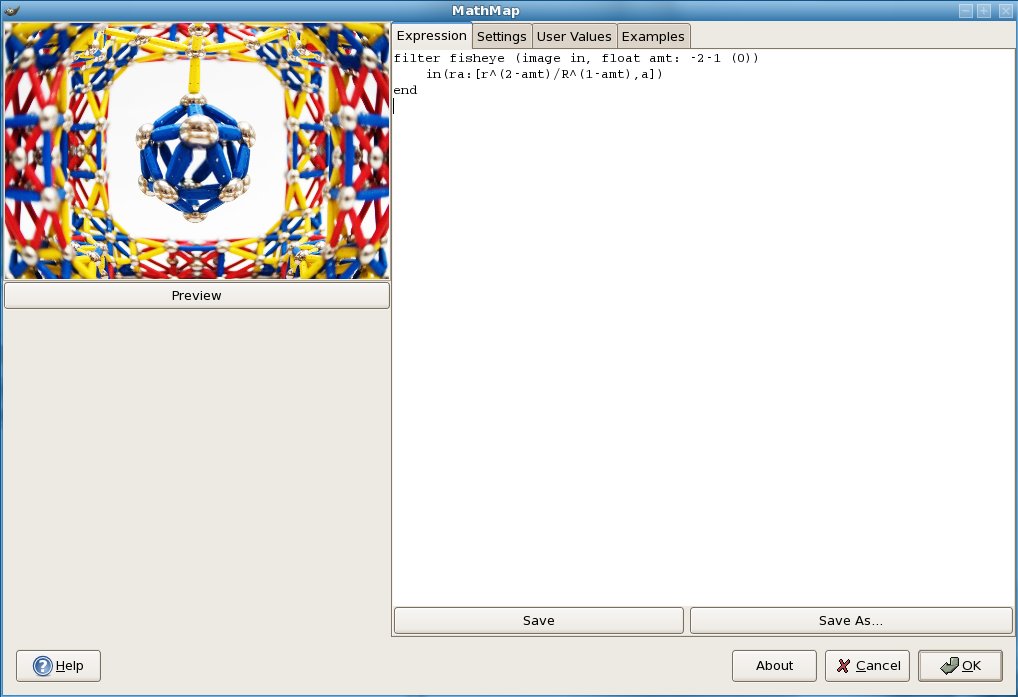 MathMap
Expression Settings User Values Examples
filter fisheye (image in, float amt: -2-1 (0))
in(ra:[r^(2-amt)/R^(1-amt),a])
end
Preview
Save Save As...
Help About Cancel OK